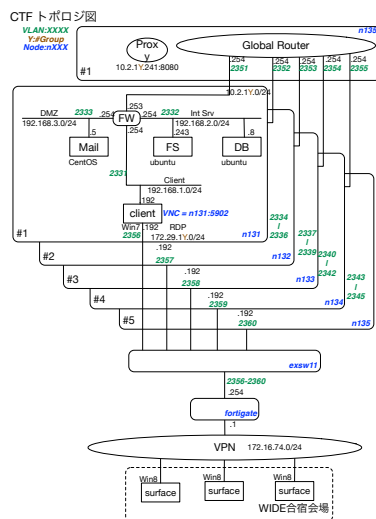 CTF トポロジ図
VLAN:XXXX
Y:#Group
Node:nXXX
n135
Prox
y
10.2.1Y.241:8080
Global Router
#1
.254
.254
.254
.254
.254
2351
2352
2353
2354
2355
10.2.1Y.0/24
.253
DMZ
2333
.254
FW
.254
2332
Int Srv
192.168.3.0/24
.254
192.168.2.0/24
.5
.243
.8
Mail
FS
DB
CentOS
ubuntu
ubuntu
2331
Client
192.168.1.0/24
.192
client
VNC = n131:5902
Win7
.192
RDP
2356
172.29.1Y.0/24
#1
n131
2334
~
2336
.192
2357
#2
n132
2337
~
2339
.192
2358
#3
n133
2340
~
2342
.192
2359
#4
n134
2343
~
2345
.192
2360
#5
n135
exsw11
2356-2360
.254
fortigate
.1
VPN
172.16.74.0/24
Win8
Win8
Win8
surface
surface
surface
WIDE合宿会場